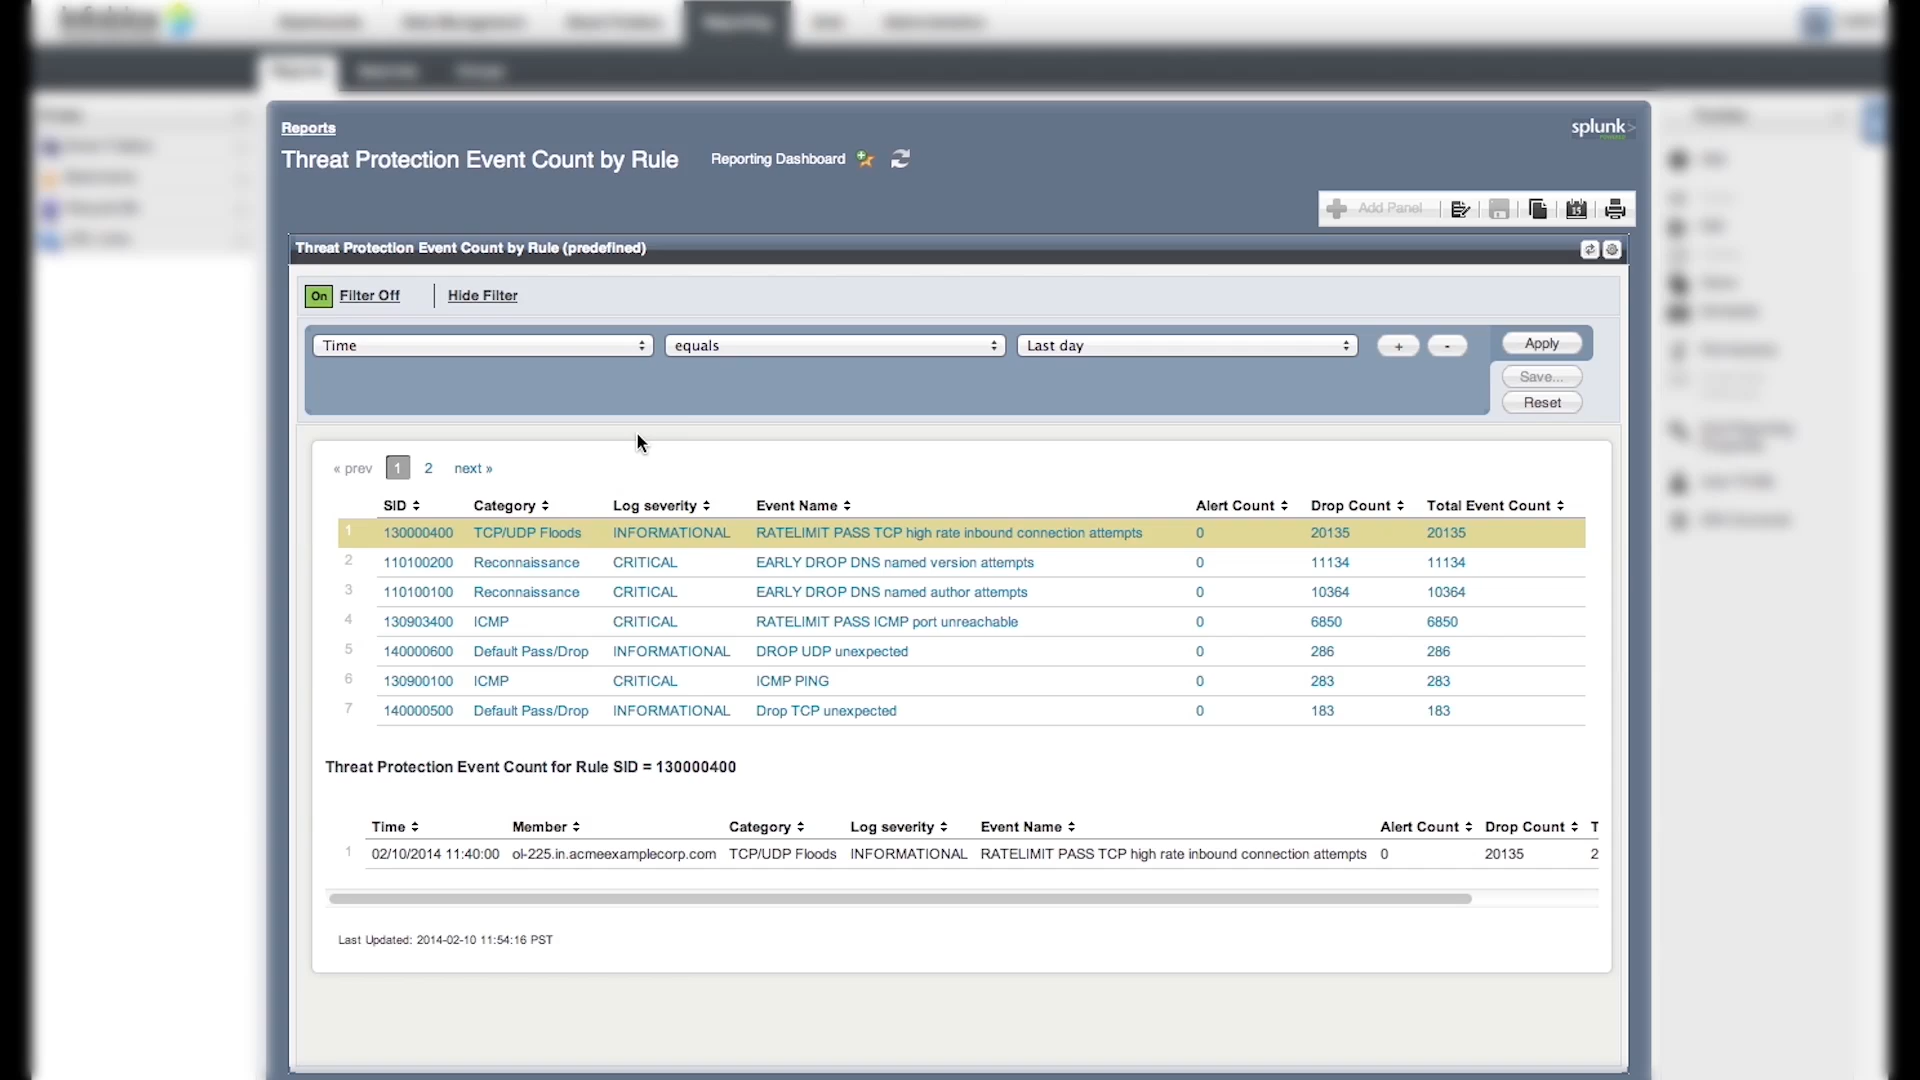 Reports
splunk>
Threat Protection Event Count by Rule Reporting Dashboard
Add Panel
Threat Protection Event Count by Rule (predefined)
On Filter Off Hide Filter
Time equals Last day + - Apply
Save...
Reset
« prev 1 2 next »
SID Category Log severity Event Name Alert Count Drop Count Total Event Count
1 130000400 TCP/UDP Floods INFORMATIONAL RATELIMIT PASS TCP high rate inbound connection attempts 0 20135 20135
2 110100200 Reconnaissance CRITICAL EARLY DROP DNS named version attempts 0 11134 11134
3 110100100 Reconnaissance CRITICAL EARLY DROP DNS named author attempts 0 10364 10364
4 130903400 ICMP CRITICAL RATELIMIT PASS ICMP port unreachable 0 6850 6850
5 140000600 Default Pass/Drop INFORMATIONAL DROP UDP unexpected 0 286 286
6 130900100 ICMP CRITICAL ICMP PING 0 283 283
7 140000500 Default Pass/Drop INFORMATIONAL Drop TCP unexpected 0 183 183
Threat Protection Event Count for Rule SID = 130000400
Time Member Category Log severity Event Name Alert Count Drop Count T
1 02/10/2014 11:40:00 ol-225.in.acmeexamplecorp.com TCP/UDP Floods INFORMATIONAL RATELIMIT PASS TCP high rate inbound connection attempts 0 20135 2
Last Updated: 2014-02-10 11:54:16 PST